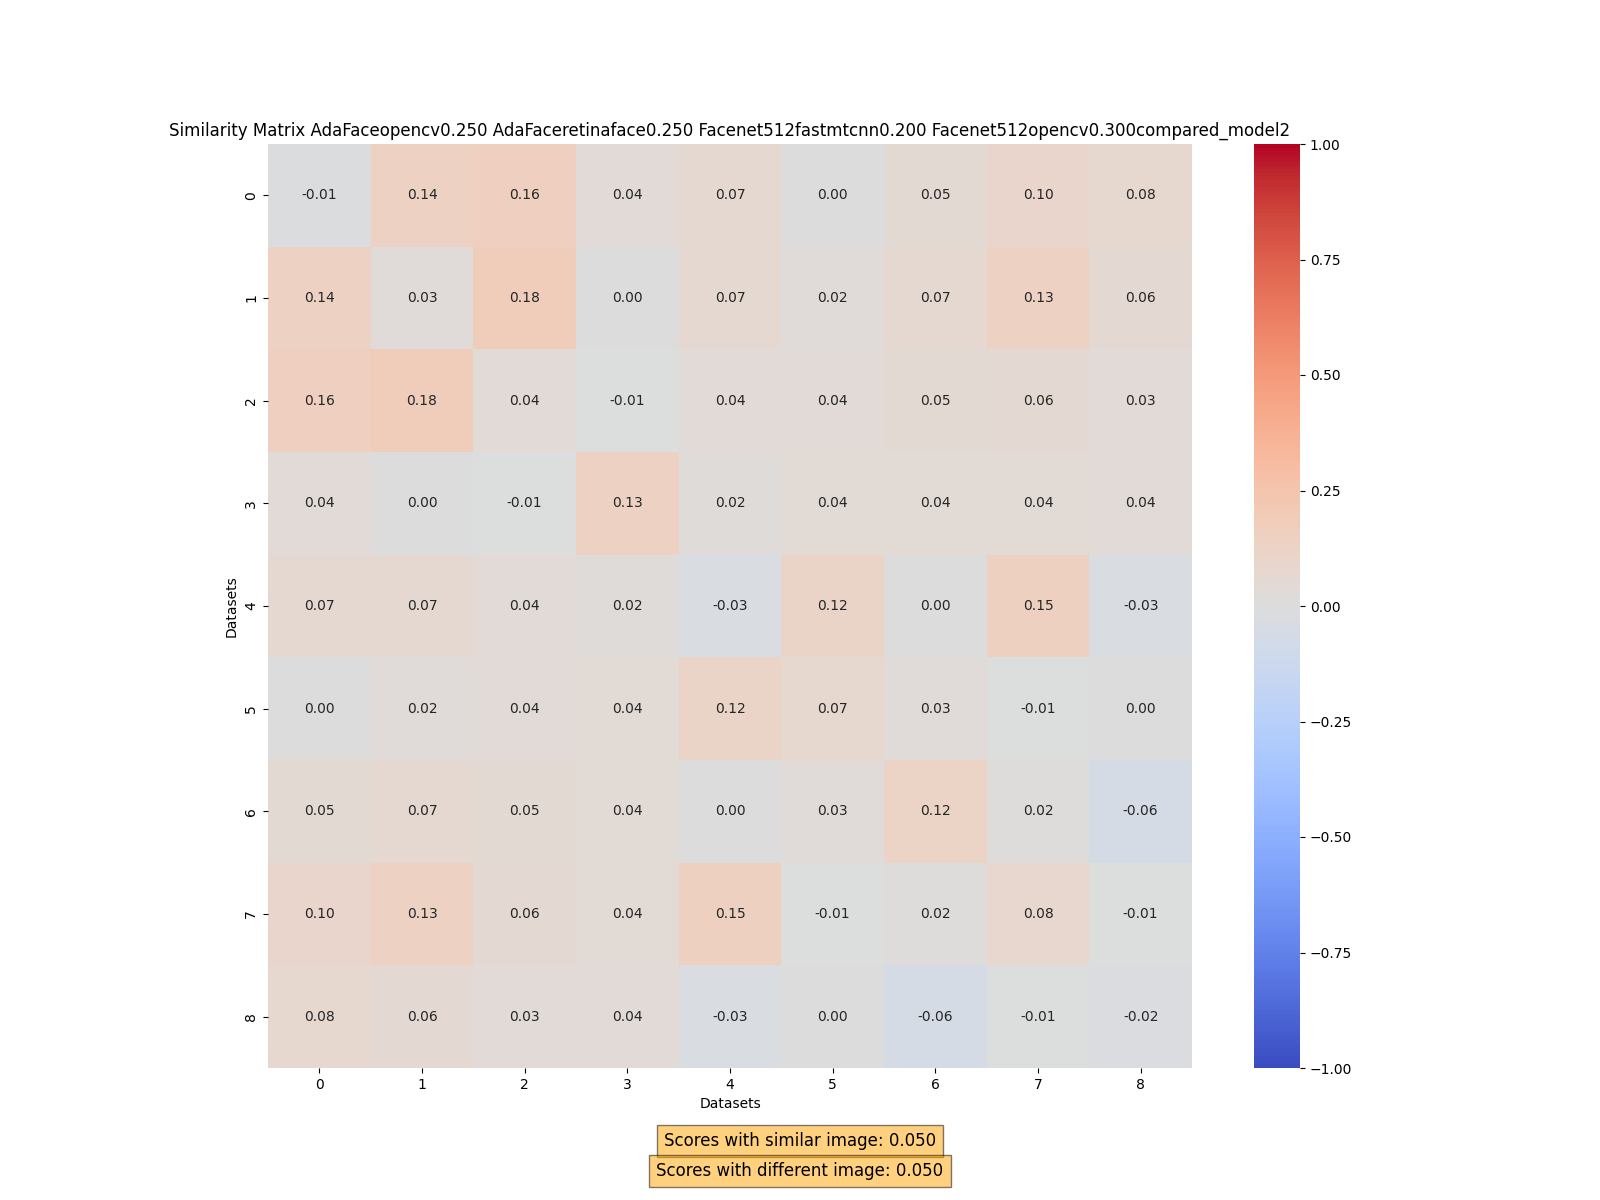 Similarity Matrix AdaFaceopencv0.250 AdaFaceretinaface0.250 Facenet512fastmtcnn0.200 Facenet512opencv0.300compared_model2
0 -0.01 0.14 0.16 0.04 0.07 0.00 0.05 0.10 0.08
1 0.14 0.03 0.18 0.00 0.07 0.02 0.07 0.13 0.06
2 0.16 0.18 0.04 -0.01 0.04 0.04 0.05 0.06 0.03
3 0.04 0.00 -0.01 0.13 0.02 0.04 0.04 0.04 0.04
4 0.07 0.07 0.04 0.02 -0.03 0.12 0.00 0.15 -0.03
5 0.00 0.02 0.04 0.04 0.12 0.07 0.03 -0.01 0.00
6 0.05 0.07 0.05 0.04 0.00 0.03 0.12 0.02 -0.06
7 0.10 0.13 0.06 0.04 0.15 -0.01 0.02 0.08 -0.01
8 0.08 0.06 0.03 0.04 -0.03 0.00 -0.06 -0.01 -0.02
0 1 2 3 4 5 6 7 8
Datasets
Datasets
1.00
0.75
0.50
0.25
0.00
−0.25
−0.50
−0.75
−1.00
Scores with similar image: 0.050
Scores with different image: 0.050